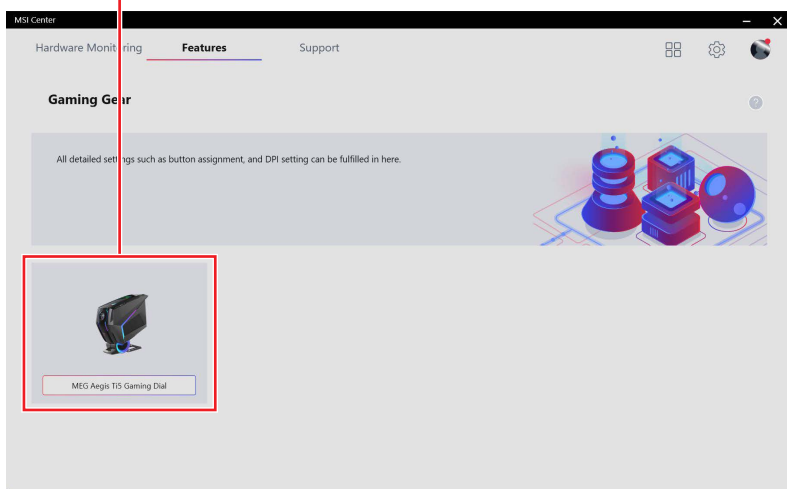 MSI Center
Hardware Monitoring Features Support
Gaming Gear
?
All detailed settings such as button assignment, and DPI setting can be fulfilled in here.
MEG Aegis Ti5 Gaming Dial